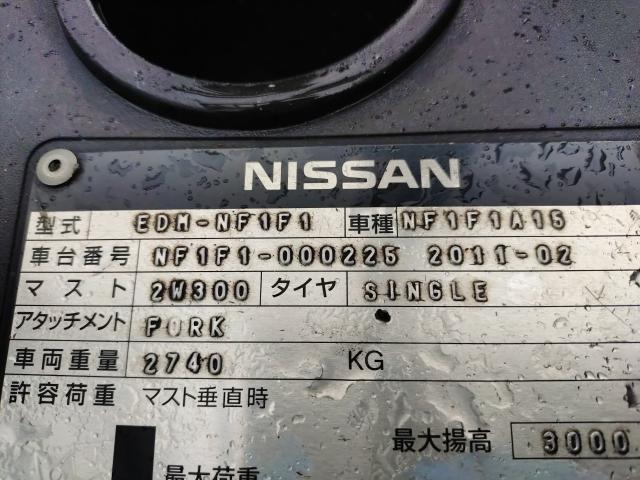 NISSAN
型式 EDM-NF1F1 車種 NF1F1A15
車台番号 NF1F1-000225 2011-02
マスト 2W300 タイヤ SINGLE
アタッチメント FORK
車両重量 2740 KG
許容荷重 マスト垂直時
最大揚高 3000
最大荷重